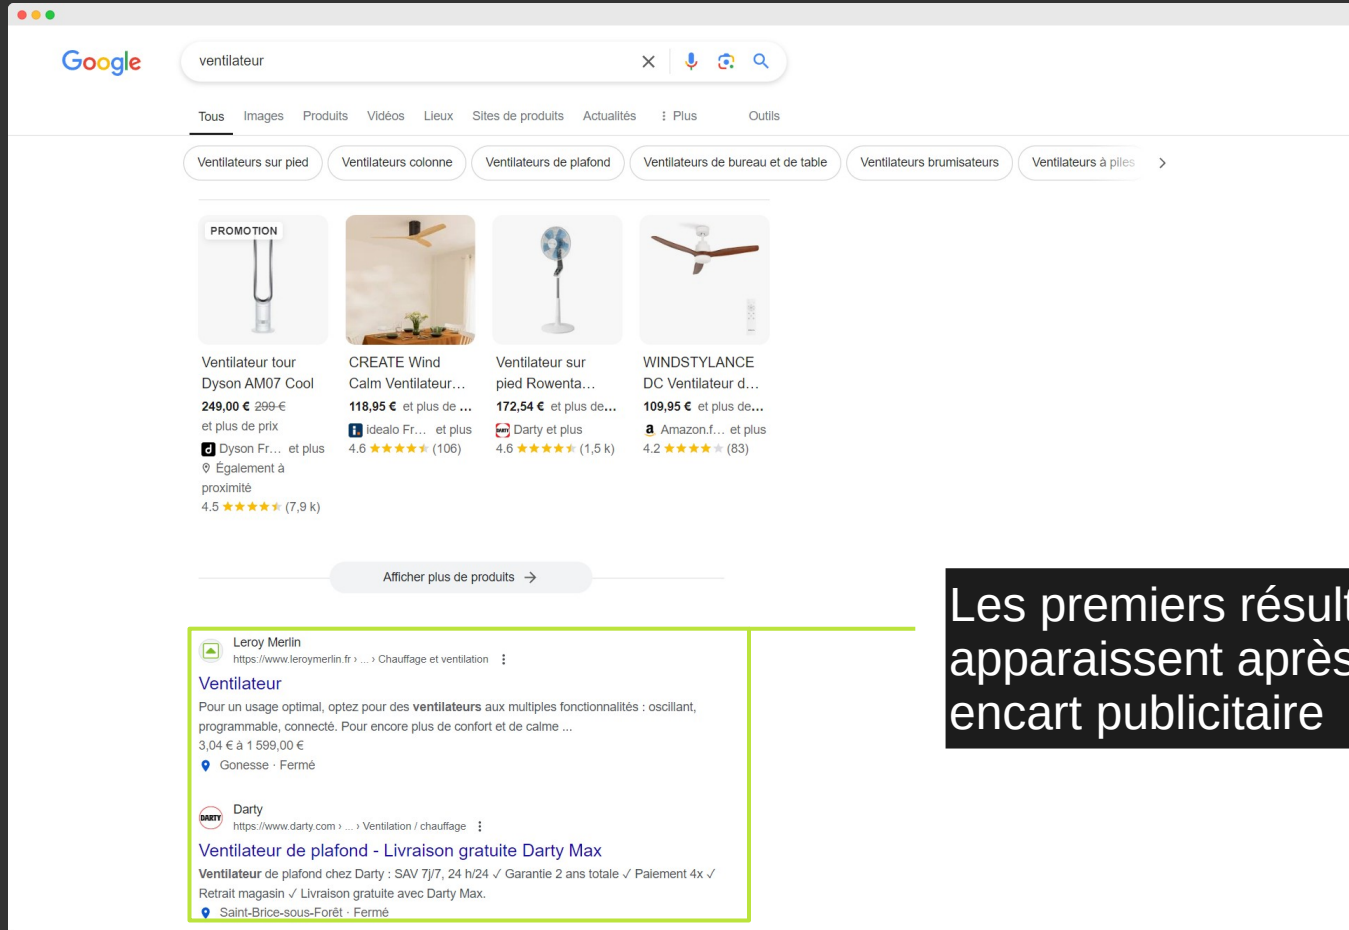 Google
ventilateur
Tous Images Produits Vidéos Lieux Sites de produits Actualités Plus Outils
Ventilateurs sur pied Ventilateurs colonne Ventilateurs de plafond Ventilateurs de bureau et de table Ventilateurs brumisateurs Ventilateurs à piles
PROMOTION
Ventilateur tour
Dyson AM07 Cool
249,00 € 299 €
et plus de prix
Dyson Fr... et plus
Également à
proximité
4.5 ★★★★★ (7,9 k)
CREATE Wind
Calm Ventilateur...
118,95 € et plus de ...
idealo Fr... et plus
4.6 ★★★★★ (106)
Ventilateur sur
pied Rowenta...
172,54 € et plus de...
DARTY Darty et plus
4.6 ★★★★★ (1,5 k)
WINDSTYLANCE
DC Ventilateur d...
109,95 € et plus de...
a Amazon.f... et plus
4.2 ★★★★★ (83)
Afficher plus de produits →
Leroy Merlin
https://www.leroymerlin.fr › ... › Chauffage et ventilation
Ventilateur
Pour un usage optimal, optez pour des ventilateurs aux multiples fonctionnalités : oscillant,
programmable, connecté. Pour encore plus de confort et de calme ...
3,04 € à 1 599,00 €
Gonesse · Fermé
DARTY
Darty
https://www.darty.com › ... › Ventilation / chauffage
Ventilateur de plafond - Livraison gratuite Darty Max
Ventilateur de plafond chez Darty : SAV 7j/7, 24 h/24 ✓ Garantie 2 ans totale ✓ Paiement 4x ✓
Retrait magasin ✓ Livraison gratuite avec Darty Max.
Saint-Brice-sous-Forêt · Fermé
Les premiers résult
apparaissent après
encart publicitaire